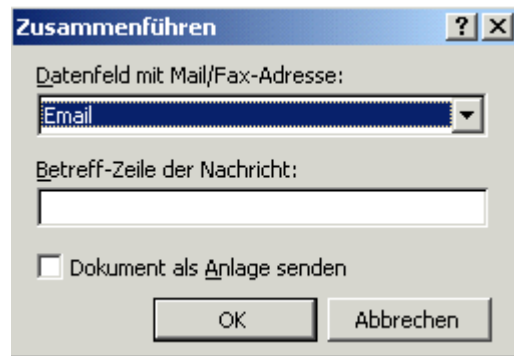 Zusammenführen
Datenfeld mit Mail/Fax-Adresse:
Email
Betreff-Zeile der Nachricht:
Dokument als Anlage senden
OK Abbrechen